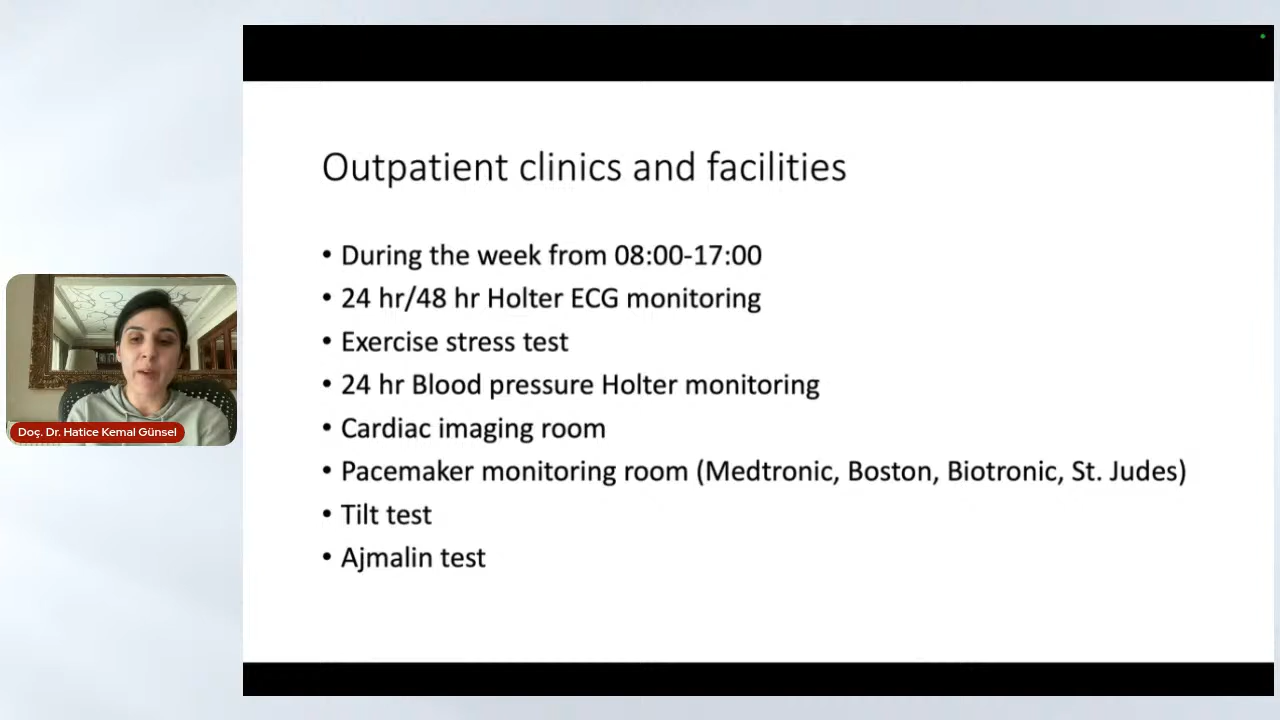 Outpatient clinics and facilities
• During the week from 08:00-17:00
• 24 hr/48 hr Holter ECG monitoring
• Exercise stress test
• 24 hr Blood pressure Holter monitoring
• Cardiac imaging room
• Pacemaker monitoring room (Medtronic, Boston, Biotronic, St. Judes)
• Tilt test
• Ajmalin test
Doç. Dr. Hatice Kemal Günsel